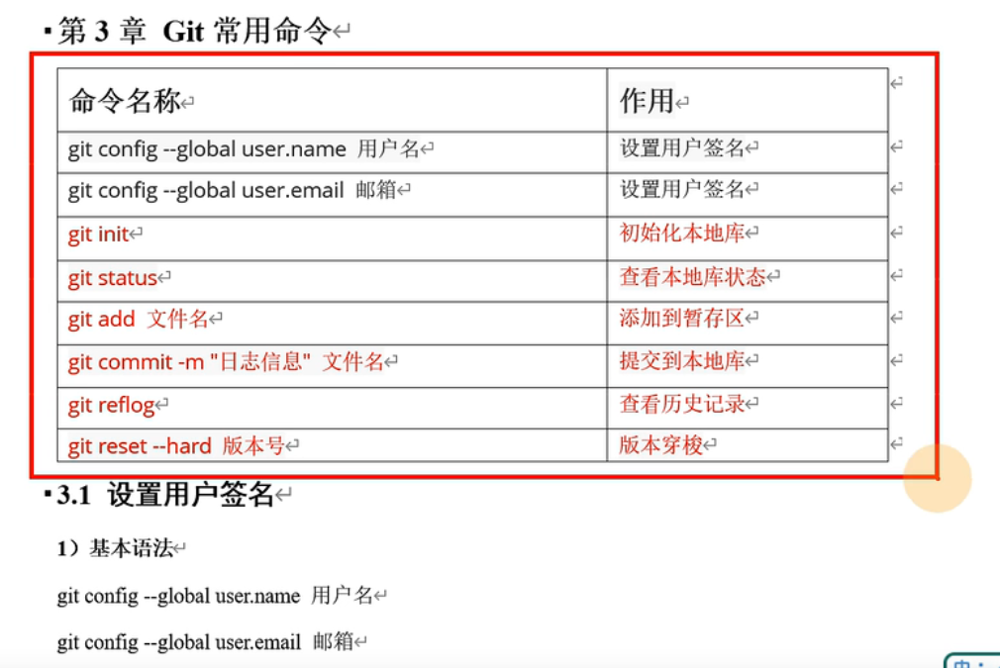 ▪第 3 章 Git 常用命令↵
命令名称↵ 作用↵
git config --global user.name 用户名↵ 设置用户签名↵
git config --global user.email 邮箱↵ 设置用户签名↵
git init↵ 初始化本地库↵
git status↵ 查看本地库状态↵
git add 文件名↵ 添加到暂存区↵
git commit -m "日志信息" 文件名↵ 提交到本地库↵
git reflog↵ 查看历史记录↵
git reset --hard 版本号↵ 版本穿梭↵
▪3.1 设置用户签名↵
1）基本语法↵
git config --global user.name 用户名↵
git config --global user.email 邮箱↵